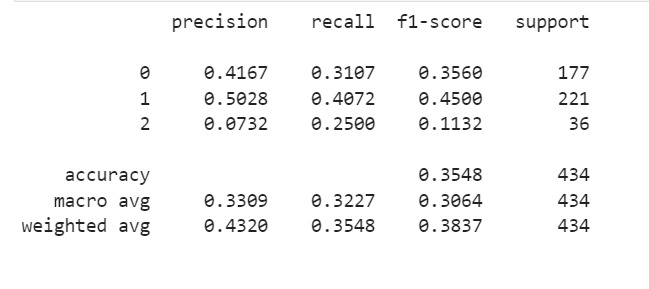 precision recall f1-score support
0 0.4167 0.3107 0.3560 177
1 0.5028 0.4072 0.4500 221
2 0.0732 0.2500 0.1132 36
accuracy 0.3548 434
macro avg 0.3309 0.3227 0.3064 434
weighted avg 0.4320 0.3548 0.3837 434